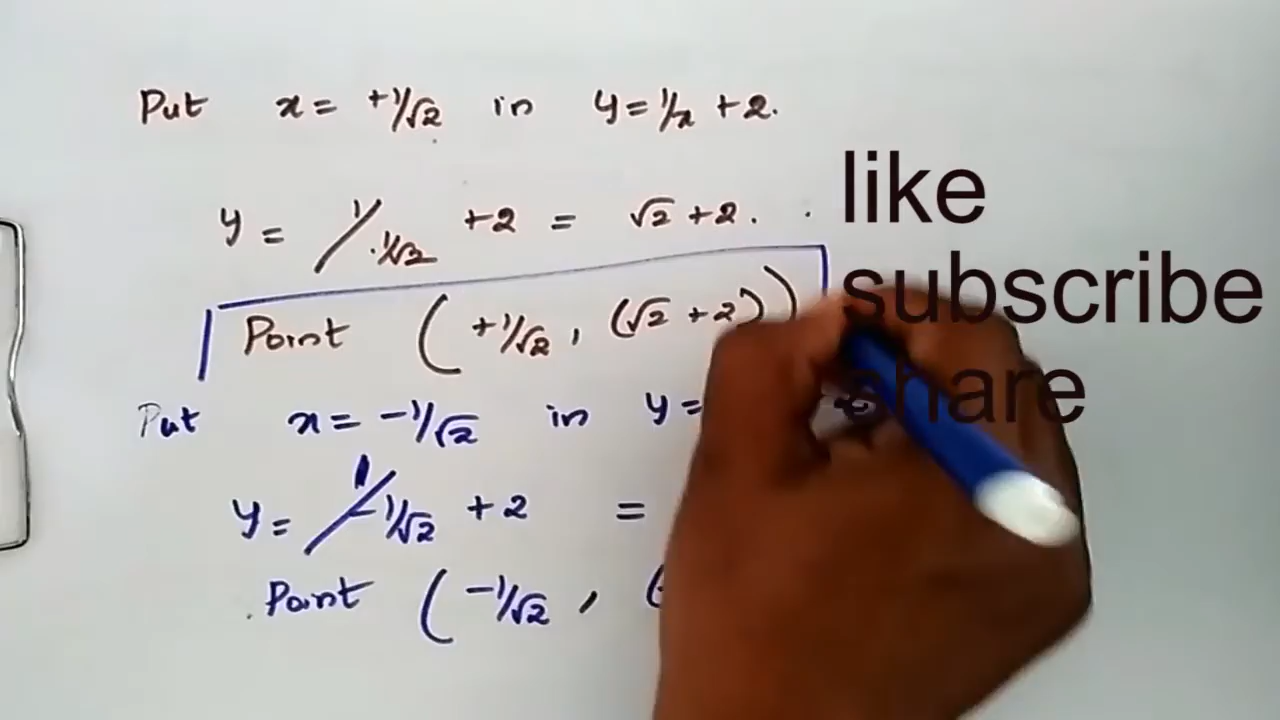 Put x = +1/√2 in y = 1/x + 2.
y = 1/1/√2 + 2 = √2 + 2.
Point (+1/√2, (√2 + 2))
Put x = -1/√2 in y =
y = 1/-1/√2 + 2 =
Point (-1/√2, (
like
subscribe
share